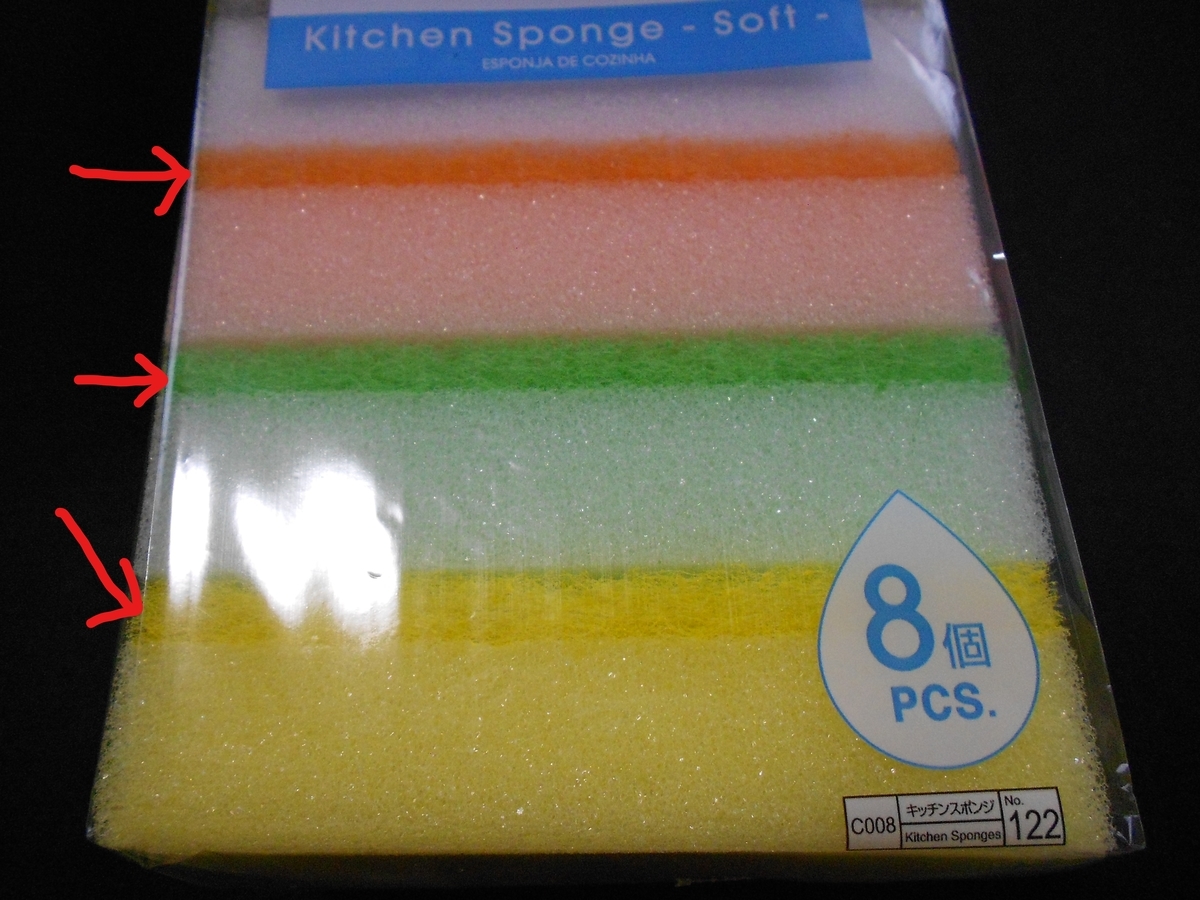 Kitchen Sponge - Soft -
ESPONJA DE COZINHA
8個
PCS.
C008
キッチンスポンジ
Kitchen Sponges
No.
122